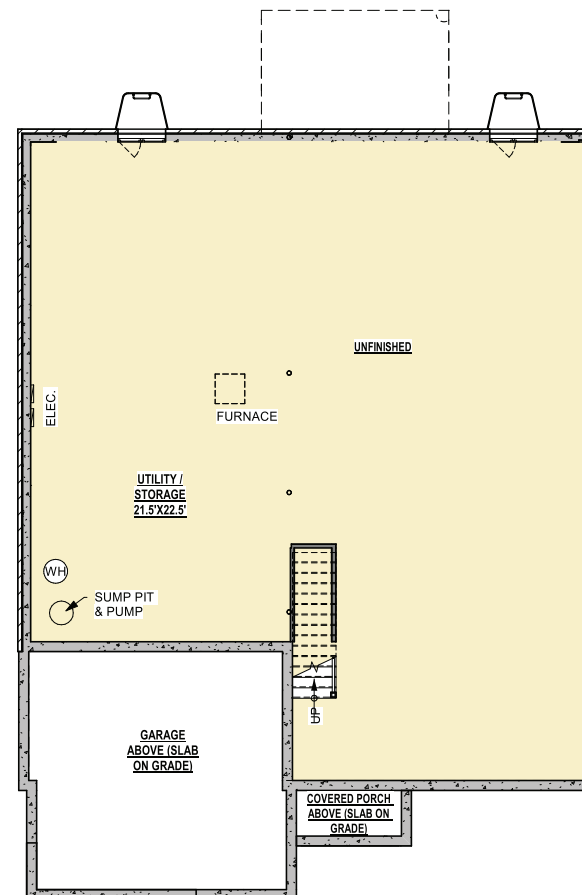 UNFINISHED
ELEC.
FURNACE
UTILITY /
STORAGE
21.5'X22.5'
WH
SUMP PIT
& PUMP
UP
GARAGE
ABOVE (SLAB
ON GRADE)
COVERED PORCH
ABOVE (SLAB ON
GRADE)